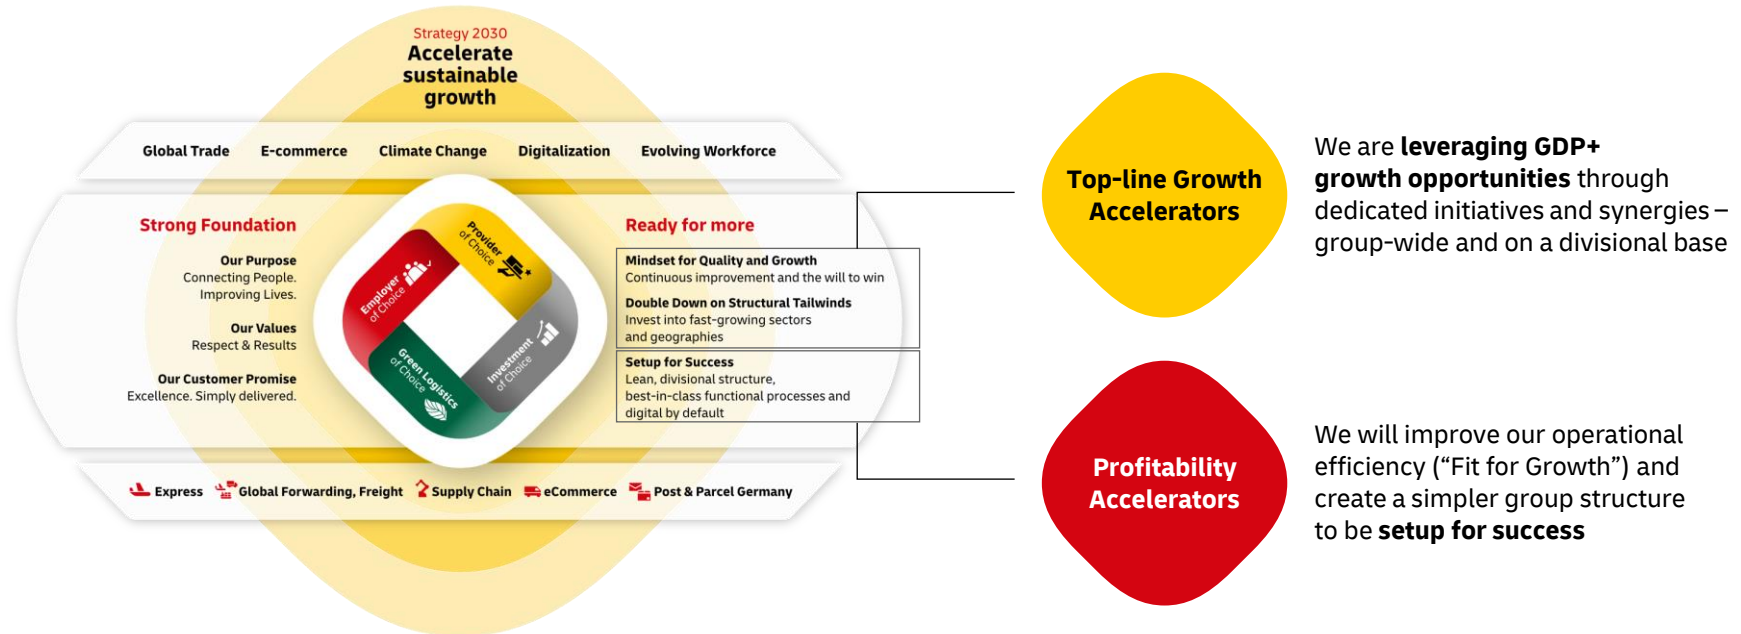 Strategy 2030
Accelerate
sustainable
growth
Global Trade
E-commerce
Climate Change
Digitalization
Evolving Workforce
Strong Foundation
Our Purpose
Connecting People.
Improving Lives.
Our Values
Respect & Results
Our Customer Promise
Excellence. Simply delivered.
Employer
of Choice
Provider
of Choice
Green Logistics
of Choice
Investment
of Choice
Ready for more
Mindset for Quality and Growth
Continuous improvement and the will to win
Double Down on Structural Tailwinds
Invest into fast-growing sectors
and geographies
Setup for Success
Lean, divisional structure,
best-in-class functional processes and
digital by default
Express
Global Forwarding, Freight
Supply Chain
eCommerce
Post & Parcel Germany
Top-line Growth
Accelerators
We are leveraging GDP+
growth opportunities through
dedicated initiatives and synergies –
group-wide and on a divisional base
Profitability
Accelerators
We will improve our operational
efficiency (“Fit for Growth”) and
create a simpler group structure
to be setup for success